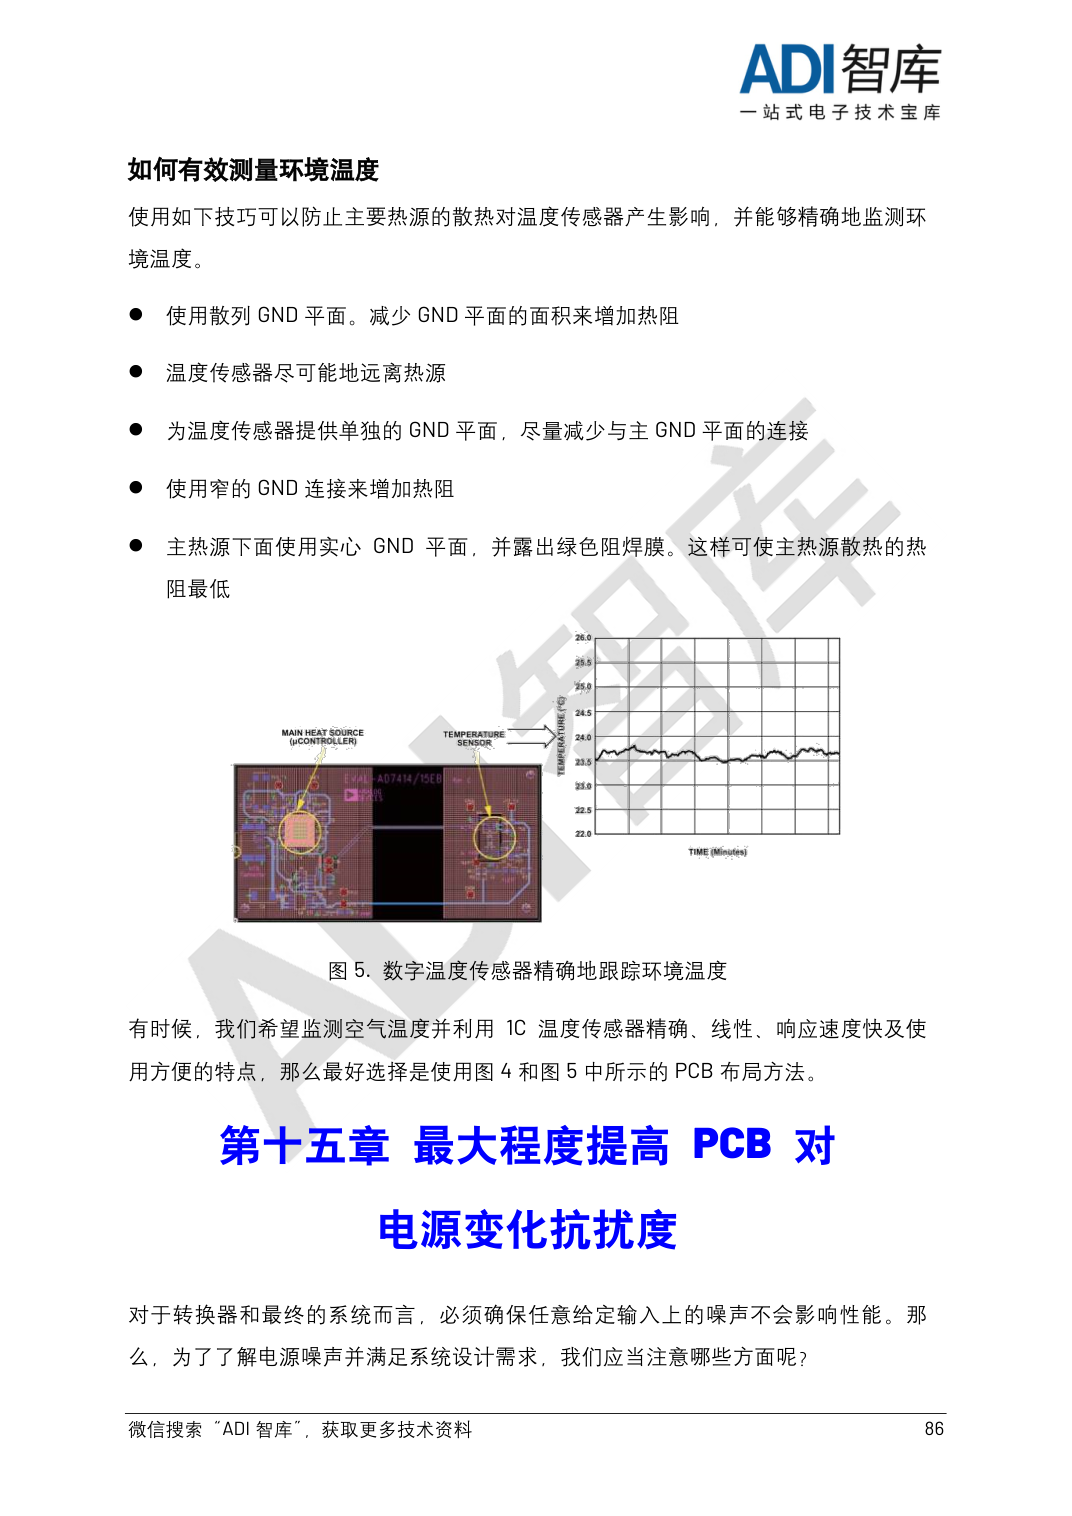 ADI智库
一站式电子技术宝库
如何有效测量环境温度
使用如下技巧可以防止主要热源的散热对温度传感器产生影响，并能够精确地监测环
境温度。
● 使用散列 GND 平面。减少 GND 平面的面积来增加热阻
● 温度传感器尽可能地远离热源
● 为温度传感器提供单独的 GND 平面，尽量减少与主 GND 平面的连接
● 使用窄的 GND 连接来增加热阻
● 主热源下面使用实心 GND 平面，并露出绿色阻焊膜。这样可使主热源散热的热
阻最低
MAIN HEAT SOURCE
(µCONTROLLER)
TEMPERATURE
SENSOR
EVAL-AD7414/15EB
TEMPERATURE (°C)
26.0
25.5
25.0
24.5
24.0
23.5
23.0
22.5
22.0
TIME (Minutes)
图 5. 数字温度传感器精确地跟踪环境温度
有时候，我们希望监测空气温度并利用 1C 温度传感器精确、线性、响应速度快及使
用方便的特点，那么最好选择是使用图 4 和图 5 中所示的 PCB 布局方法。
第十五章 最大程度提高 PCB 对
电源变化抗扰度
对于转换器和最终的系统而言，必须确保任意给定输入上的噪声不会影响性能。那
么，为了了解电源噪声并满足系统设计需求，我们应当注意哪些方面呢？
微信搜索“ADI 智库”，获取更多技术资料 86
ADI智库